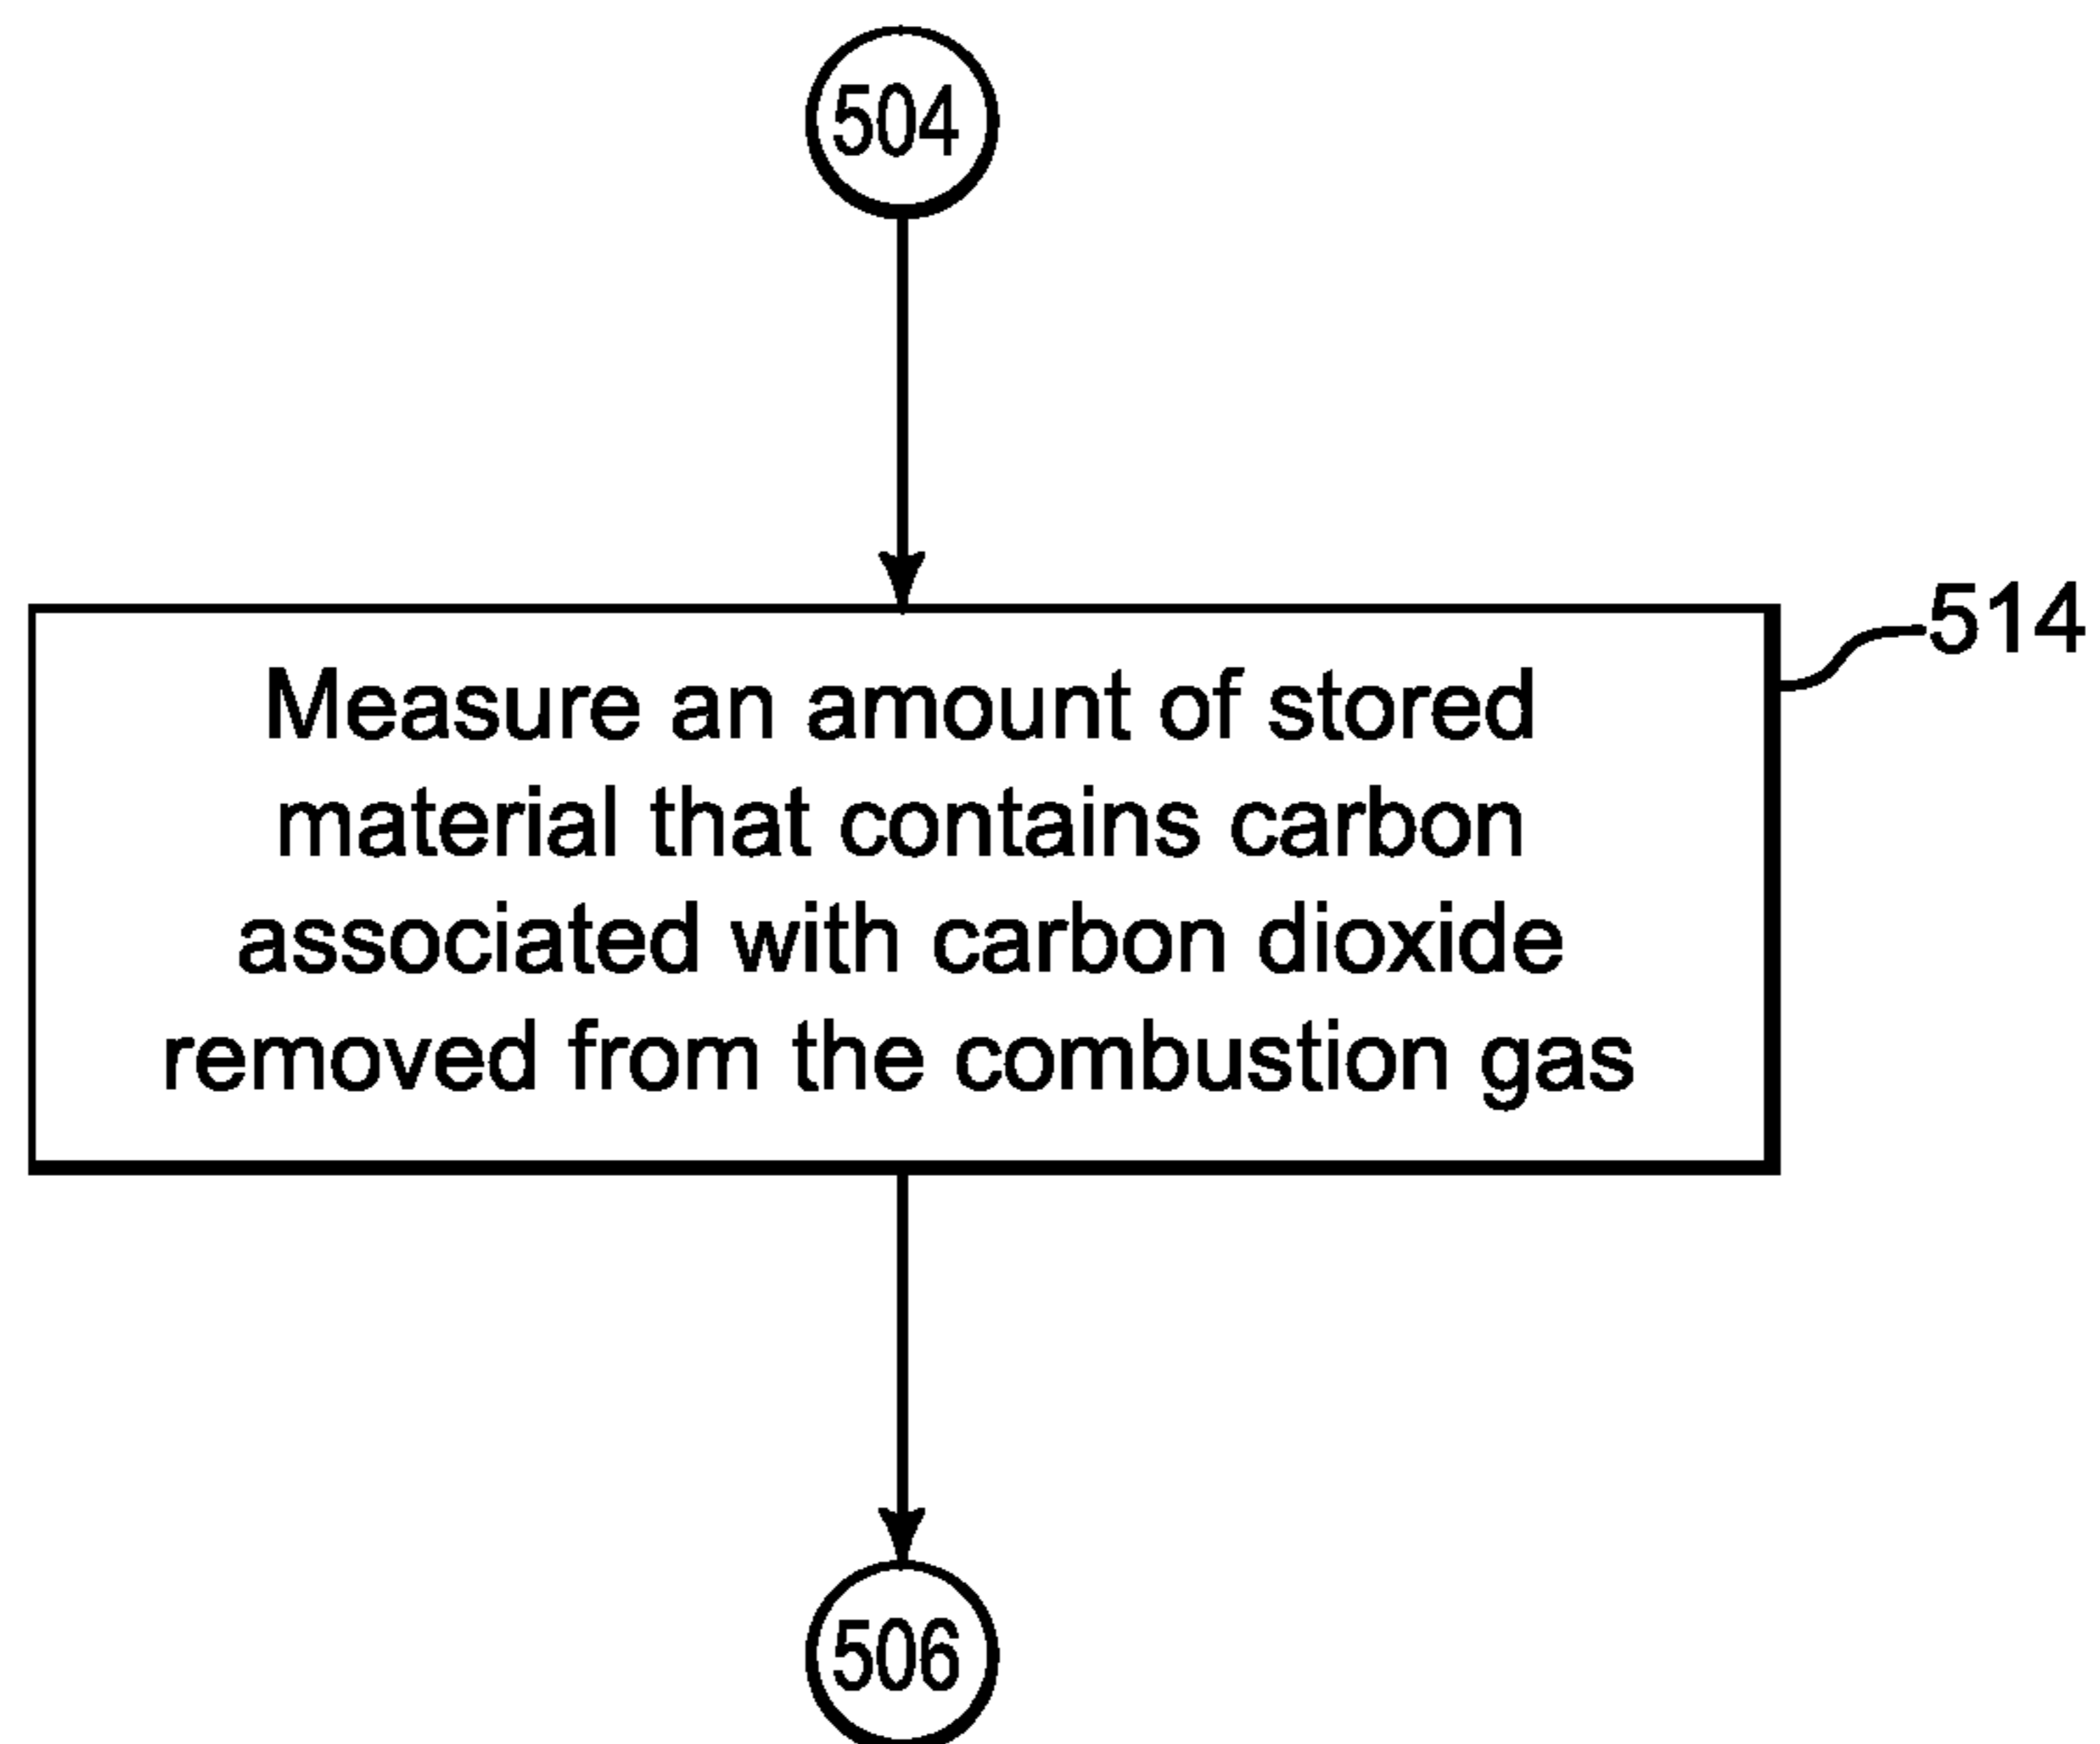 504
514
Measure an amount of stored
material that contains carbon
associated with carbon dioxide
removed from the combustion gas
506